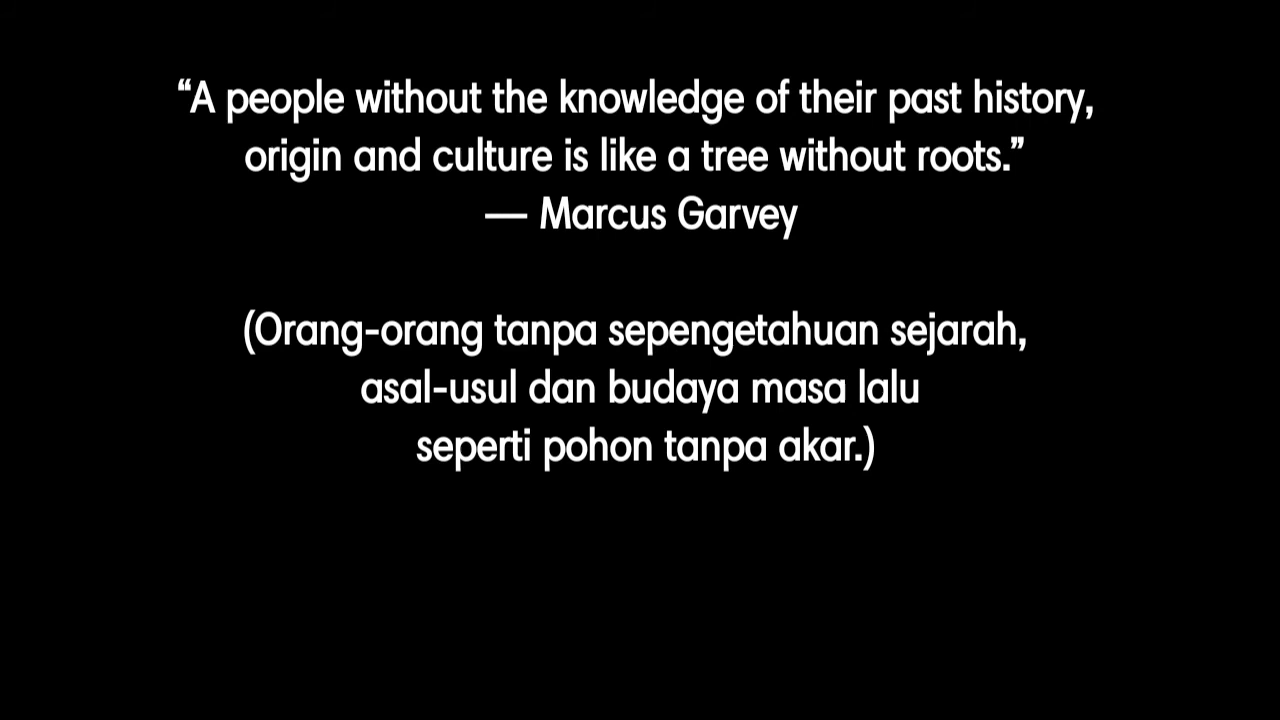 “A people without the knowledge of their past history,
origin and culture is like a tree without roots.”
— Marcus Garvey
(Orang-orang tanpa sepengetahuan sejarah,
asal-usul dan budaya masa lalu
seperti pohon tanpa akar.)